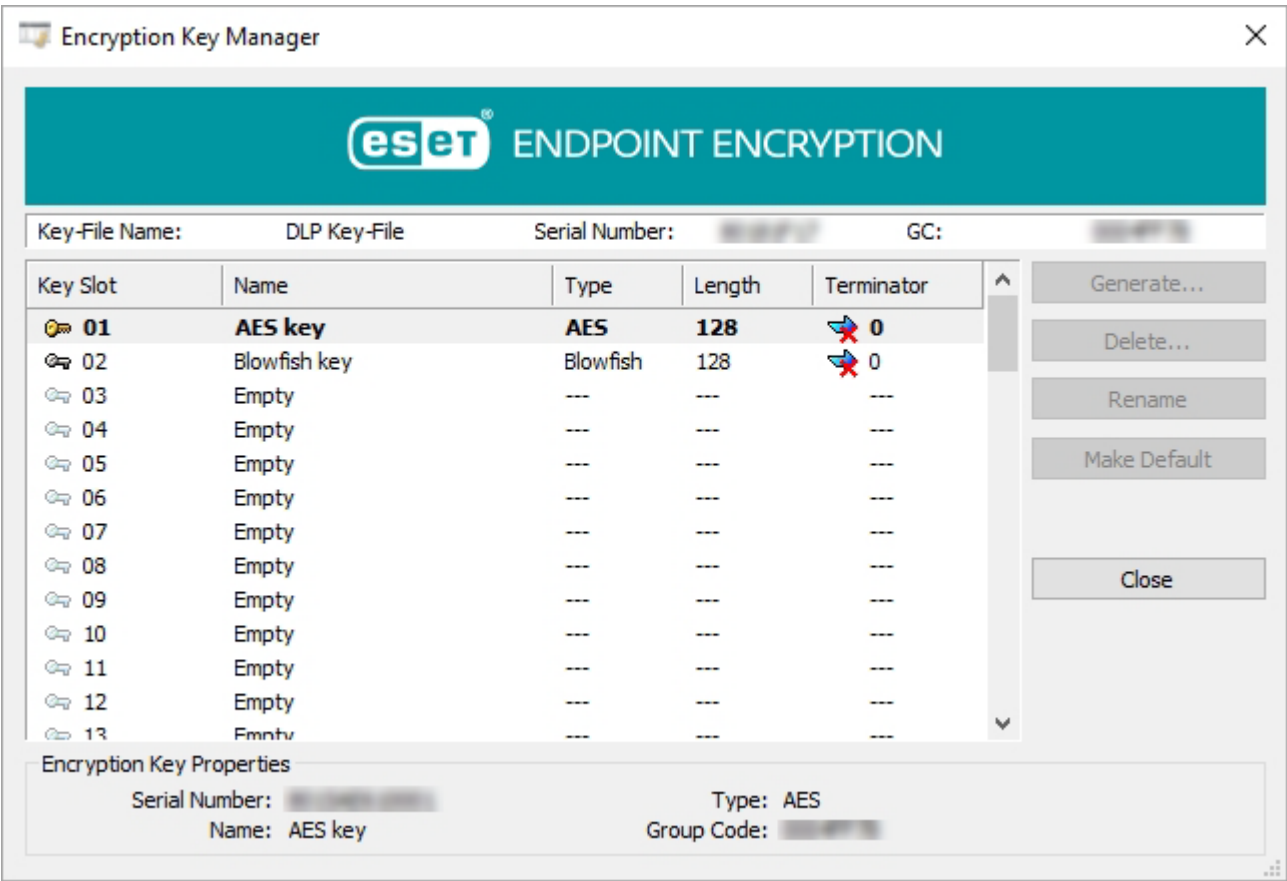 Encryption Key Manager
eset® ENDPOINT ENCRYPTION
Key-File Name: DLP Key-File Serial Number: GC:
Key Slot Name Type Length Terminator
01 AES key AES 128 0
02 Blowfish key Blowfish 128 0
03 Empty --- --- ---
04 Empty --- --- ---
05 Empty --- --- ---
06 Empty --- --- ---
07 Empty --- --- ---
08 Empty --- --- ---
09 Empty --- --- ---
10 Empty --- --- ---
11 Empty --- --- ---
12 Empty --- --- ---
13 Empty --- --- ---
Generate...
Delete...
Rename
Make Default
Close
Encryption Key Properties
Serial Number: Type: AES
Name: AES key Group Code: